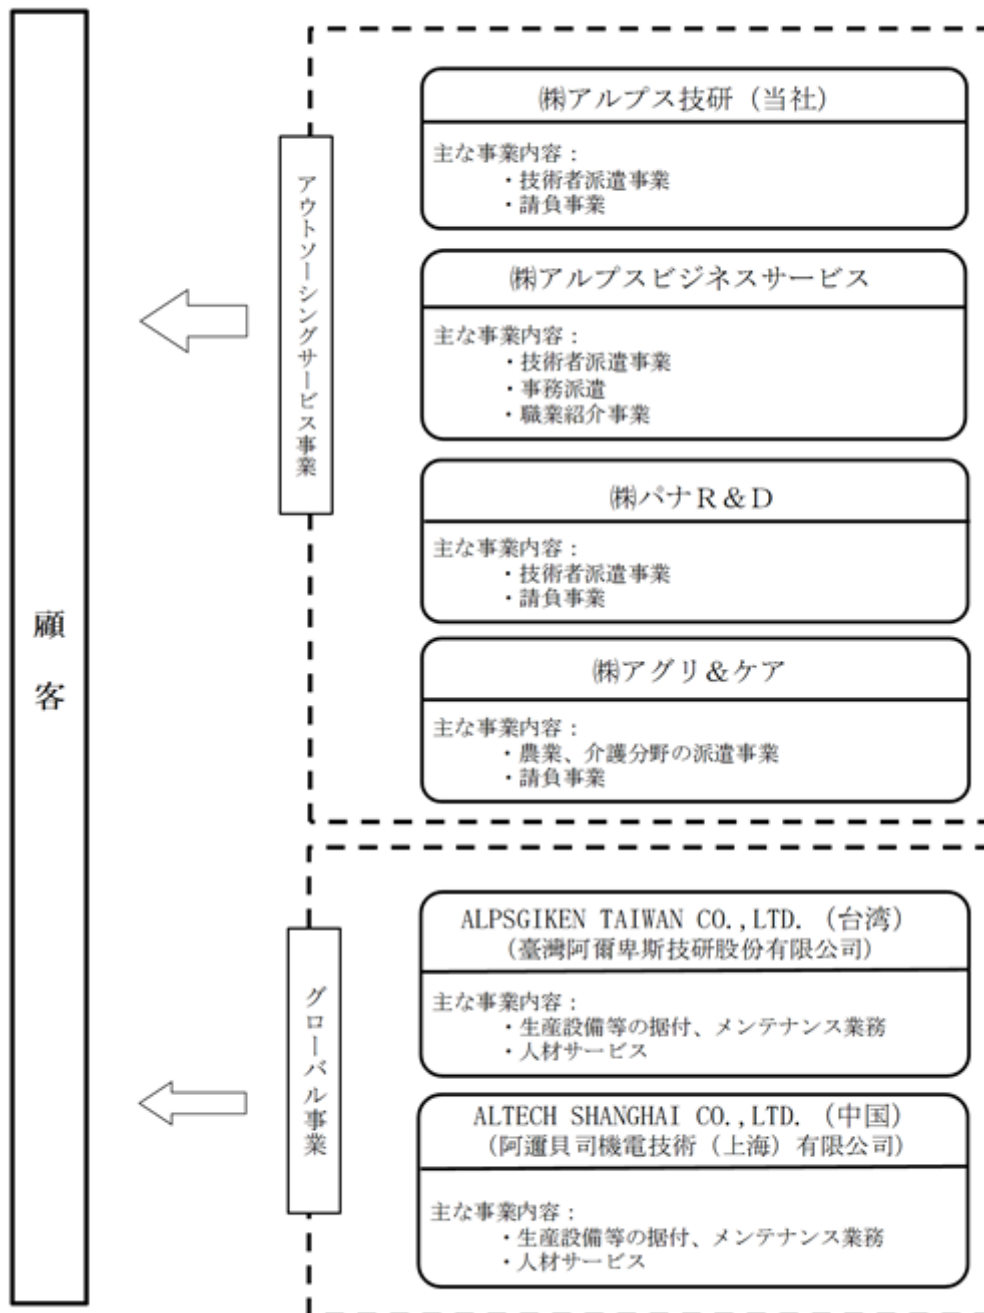 顧客
アウトソーシングサービス事業
㈱アルプス技研（当社）
主な事業内容：
・技術者派遣事業
・請負事業
㈱アルプスビジネスサービス
主な事業内容：
・技術者派遣事業
・事務派遣
・職業紹介事業
㈱パナR＆D
主な事業内容：
・技術者派遣事業
・請負事業
㈱アグリ＆ケア
主な事業内容：
・農業、介護分野の派遣事業
・請負事業
グローバル事業
ALPSGIKEN TAIWAN CO.,LTD.（台湾）
（臺灣阿爾卑斯技研股份有限公司）
主な事業内容：
・生産設備等の据付、メンテナンス業務
・人材サービス
ALTECH SHANGHAI CO.,LTD.（中国）
（阿邇貝司機電技術（上海）有限公司）
主な事業内容：
・生産設備等の据付、メンテナンス業務
・人材サービス